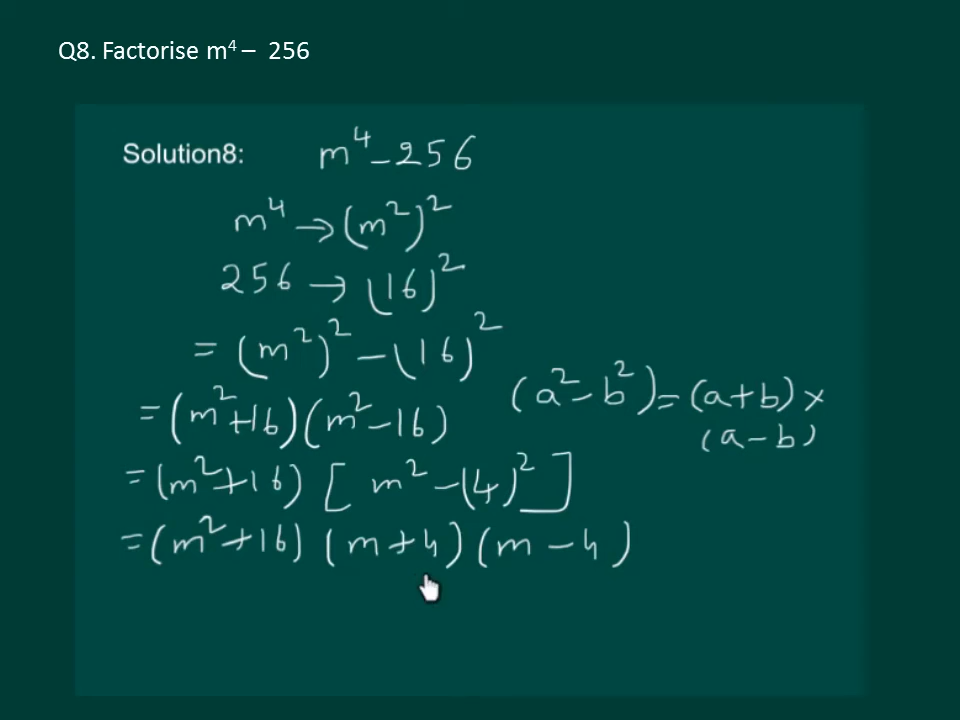 Q8. Factorise m⁴ – 256
Solution8: m⁴ - 256
m⁴ → (m²)²
256 → (16)²
= (m²)² - (16)²
= (m²+16)(m²-16)
(a² - b²) = (a+b) ×
(a - b)
= (m²+16) [m² - (4)²]
= (m²+16) (m+4) (m-4)